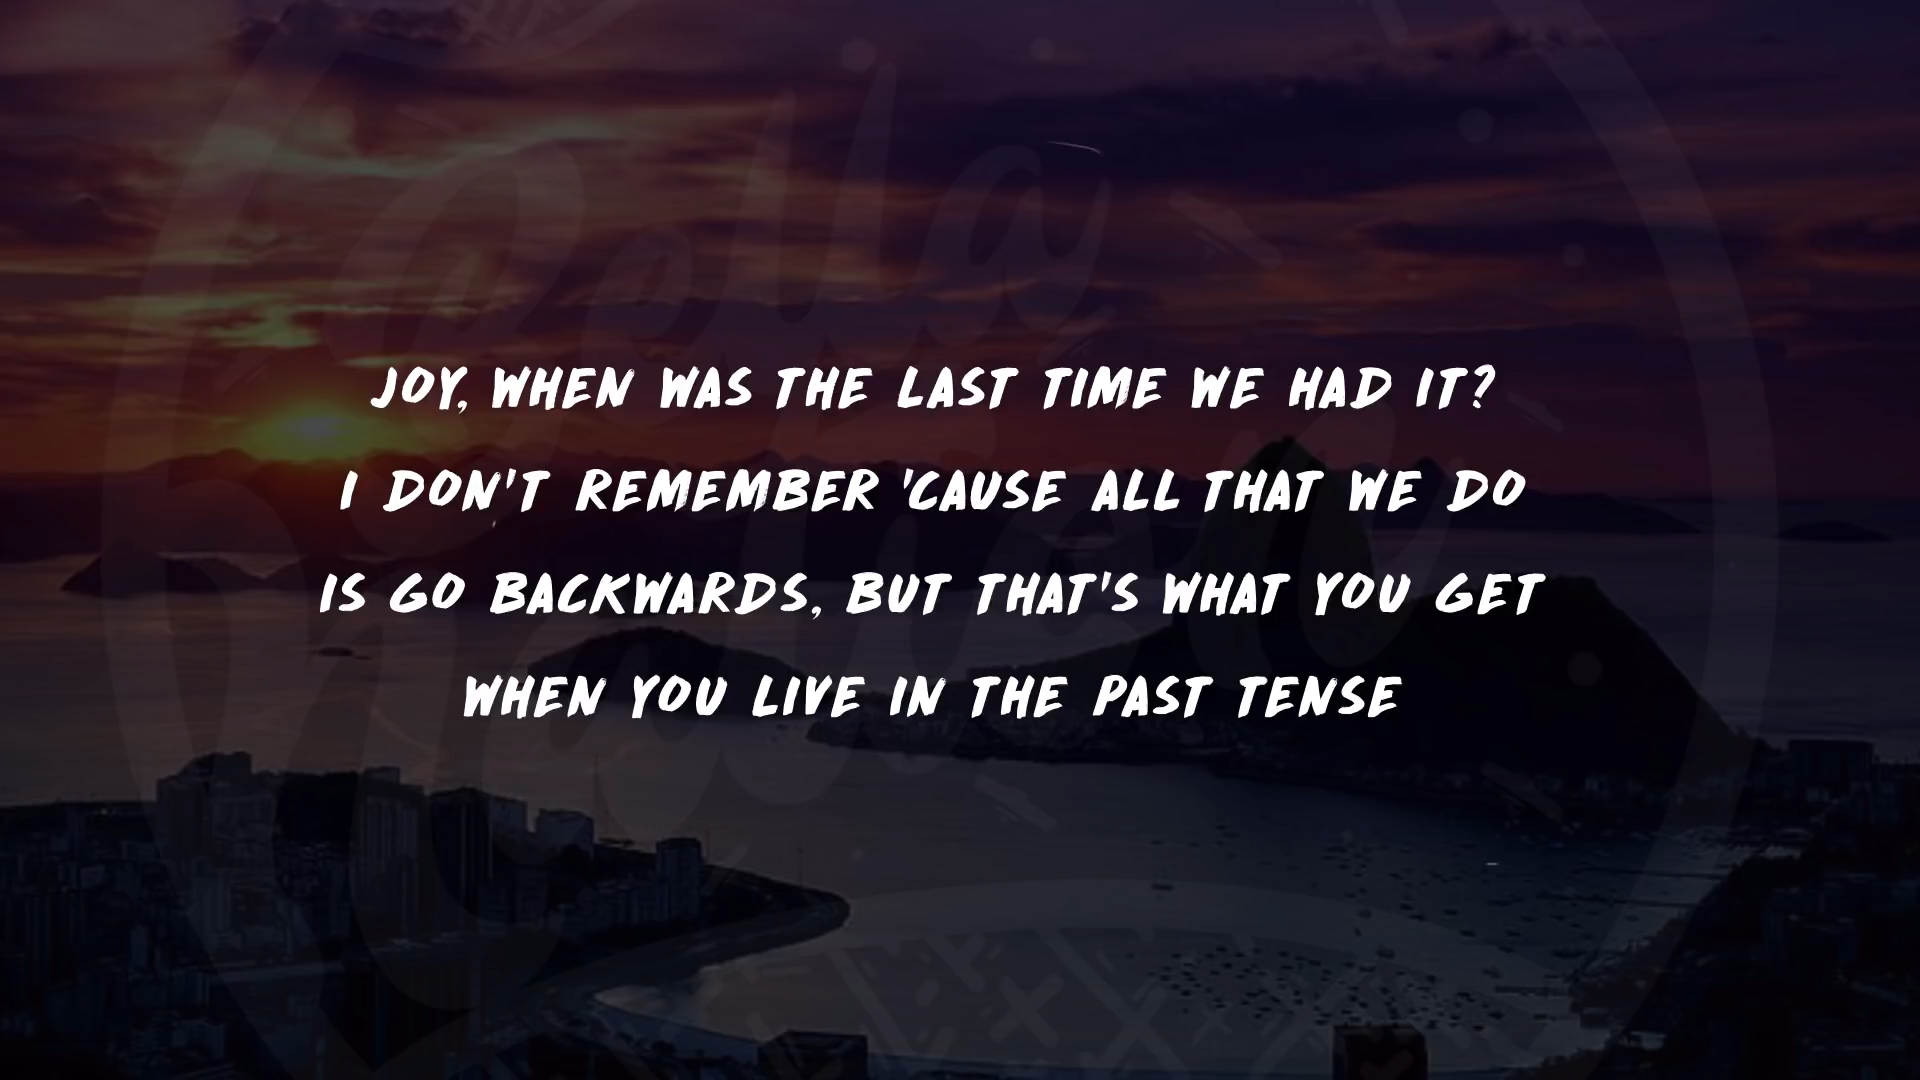 JOY, WHEN WAS THE LAST TIME WE HAD IT?
I DON'T REMEMBER 'CAUSE ALL THAT WE DO
IS GO BACKWARDS, BUT THAT'S WHAT YOU GET
WHEN YOU LIVE IN THE PAST TENSE